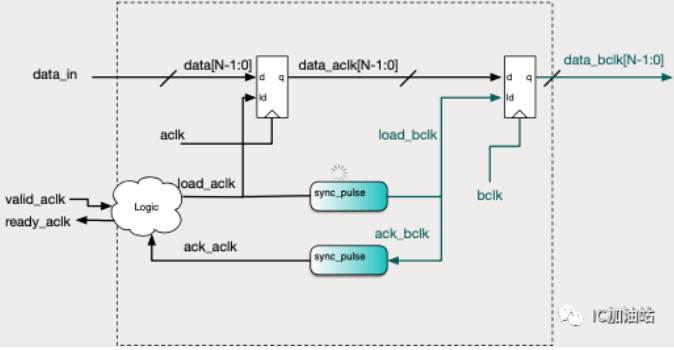 data_in
data[N-1:0]
d q
ld
data_aclk[N-1:0]
d q
ld
data_bclk[N-1:0]
aclk
load_bclk
load_aclk
sync_pulse
bclk
valid_aclk
ready_aclk
Logic
ack_bclk
ack_aclk
sync_pulse
IC加油站